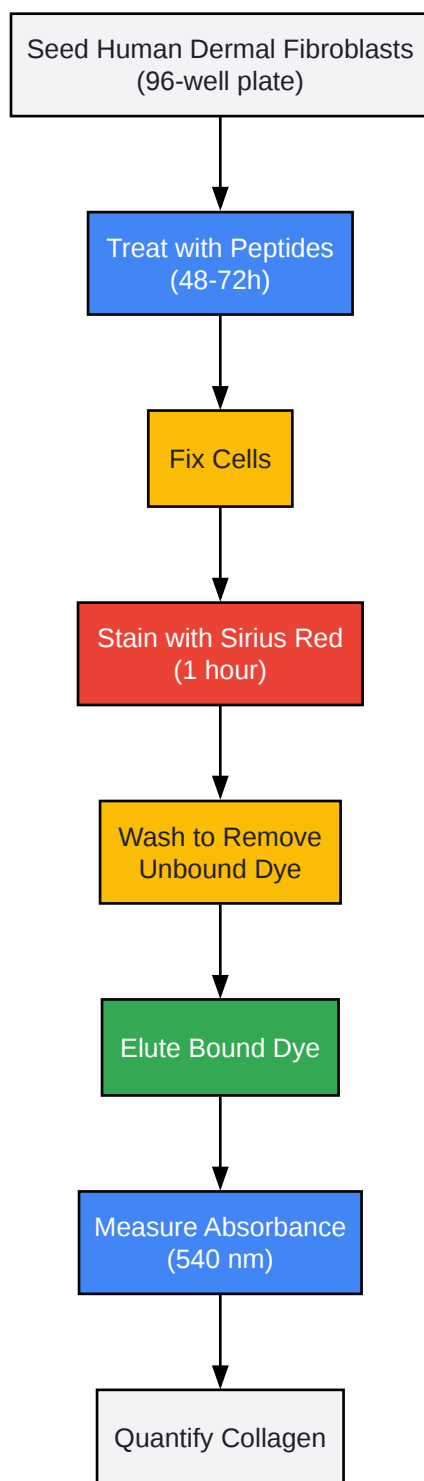 Seed Human Dermal Fibroblasts
(96-well plate)
Treat with Peptides
(48-72h)
Fix Cells
Stain with Sirius Red
(1 hour)
Wash to Remove
Unbound Dye
Elute Bound Dye
Measure Absorbance
(540 nm)
Quantify Collagen